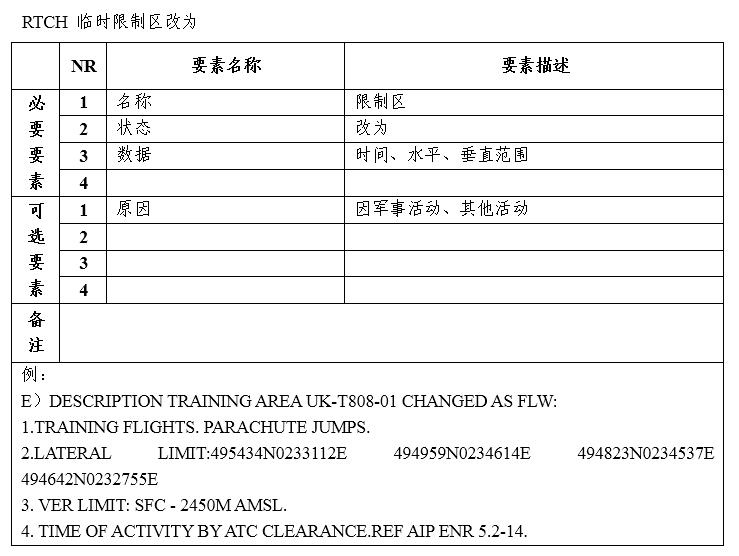 RTCH 临时限制区改为
NR 要素名称 要素描述
必要要素
1 名称 限制区
2 状态 改为
3 数据 时间、水平、垂直范围
4
可选要素
1 原因 因军事活动、其他活动
2
3
4
备注
例：
E）DESCRIPTION TRAINING AREA UK-T808-01 CHANGED AS FLW:
1.TRAINING FLIGHTS. PARACHUTE JUMPS.
2.LATERAL LIMIT:495434N0233112E 494959N0234614E 494823N0234537E
494642N0232755E
3. VER LIMIT: SFC - 2450M AMSL.
4. TIME OF ACTIVITY BY ATC CLEARANCE.REF AIP ENR 5.2-14.